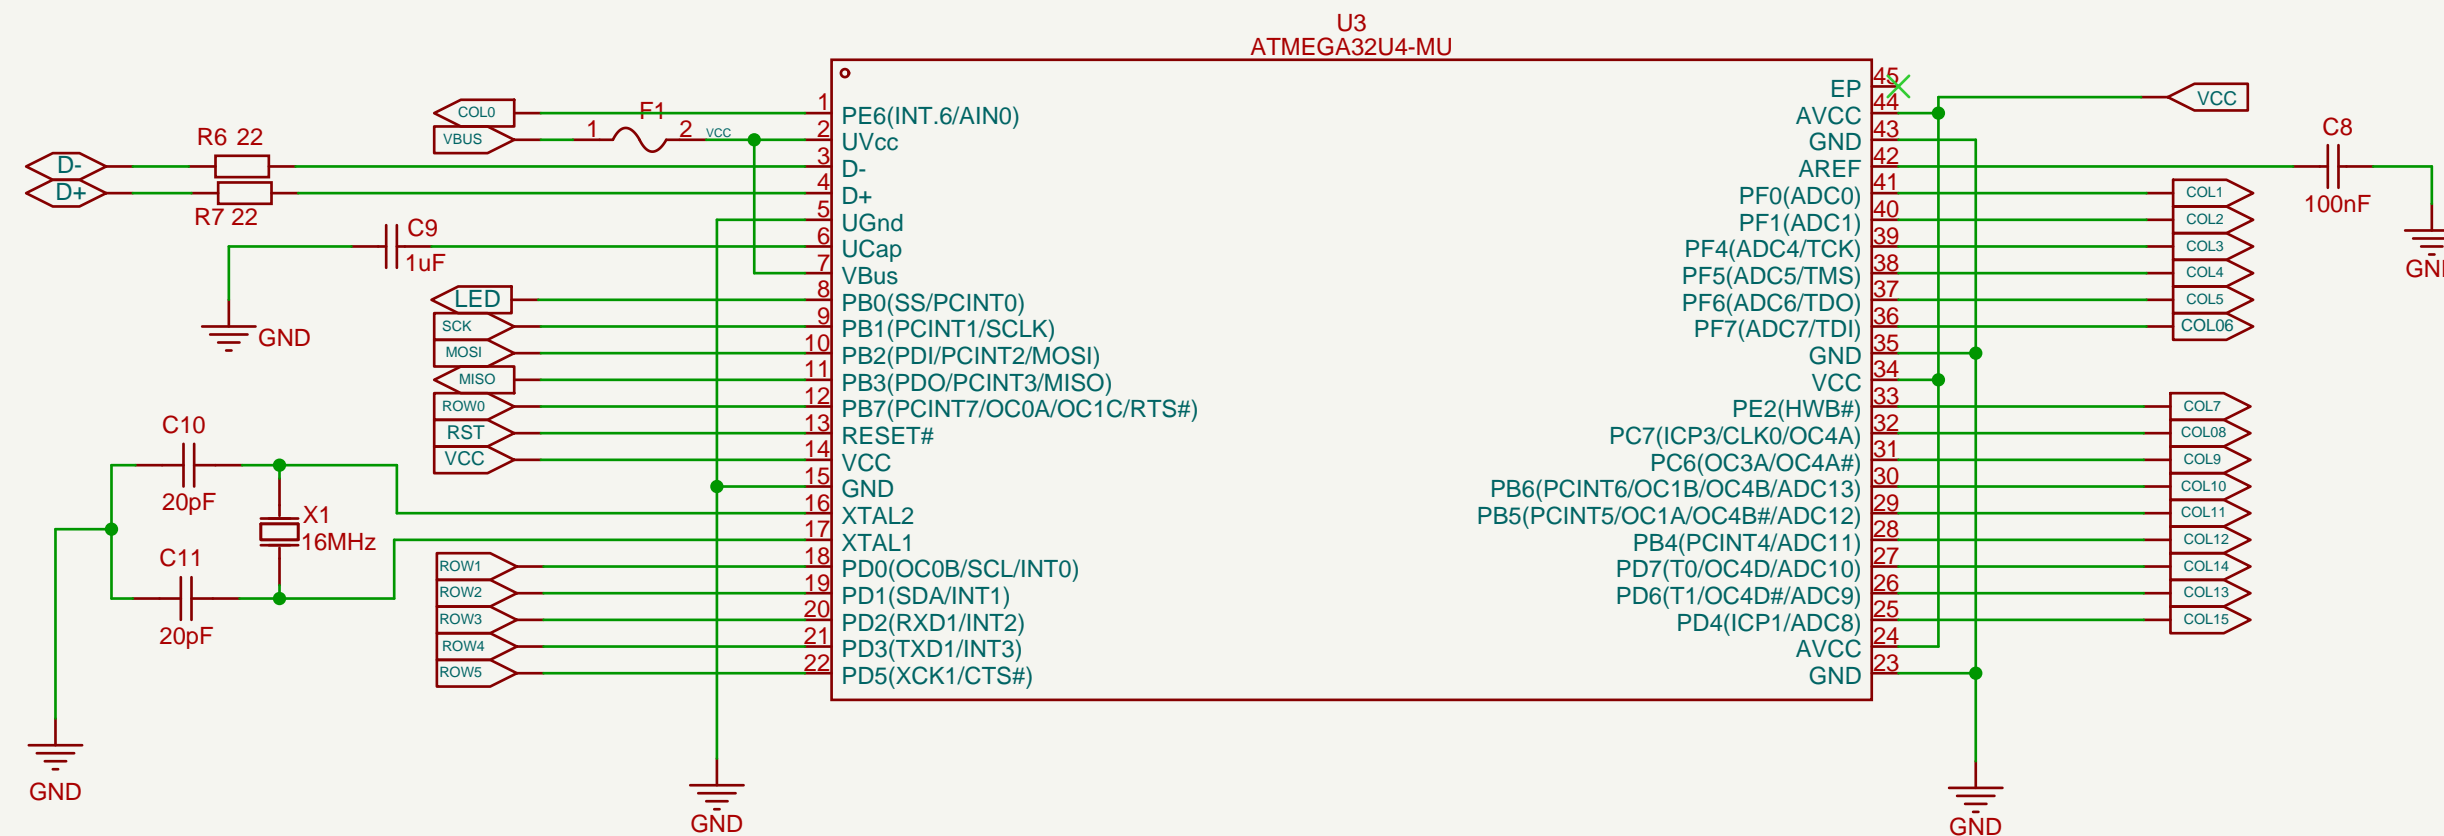 U3
ATMEGA32U4-MU
COL0
VBUS
F1
1
2
VCC
R6 22
D-
D+
R7 22
C9
1uF
GND
LED
SCK
MOSI
MISO
ROW0
RST
VCC
C10
20pF
X1
16MHz
C11
20pF
GND
ROW1
ROW2
ROW3
ROW4
ROW5
GND
1 PE6(INT.6/AIN0)
2 UVcc
3 D-
4 D+
5 UGnd
6 UCap
7 VBus
8 PB0(SS/PCINT0)
9 PB1(PCINT1/SCLK)
10 PB2(PDI/PCINT2/MOSI)
11 PB3(PDO/PCINT3/MISO)
12 PB7(PCINT7/OC0A/OC1C/RTS#)
13 RESET#
14 VCC
15 GND
16 XTAL2
17 XTAL1
18 PD0(OC0B/SCL/INT0)
19 PD1(SDA/INT1)
20 PD2(RXD1/INT2)
21 PD3(TXD1/INT3)
22 PD5(XCK1/CTS#)
EP 45
AVCC 44
GND 43
AREF 42
PF0(ADC0) 41
PF1(ADC1) 40
PF4(ADC4/TCK) 39
PF5(ADC5/TMS) 38
PF6(ADC6/TDO) 37
PF7(ADC7/TDI) 36
GND 35
VCC 34
PE2(HWB#) 33
PC7(ICP3/CLK0/OC4A) 32
PC6(OC3A/OC4A#) 31
PB6(PCINT6/OC1B/OC4B/ADC13) 30
PB5(PCINT5/OC1A/OC4B#/ADC12) 29
PB4(PCINT4/ADC11) 28
PD7(T0/OC4D/ADC10) 27
PD6(T1/OC4D#/ADC9) 26
PD4(ICP1/ADC8) 25
AVCC 24
GND 23
VCC
C8
100nF
GND
COL1
COL2
COL3
COL4
COL5
COL06
COL7
COL08
COL9
COL10
COL11
COL12
COL14
COL13
COL15
GND